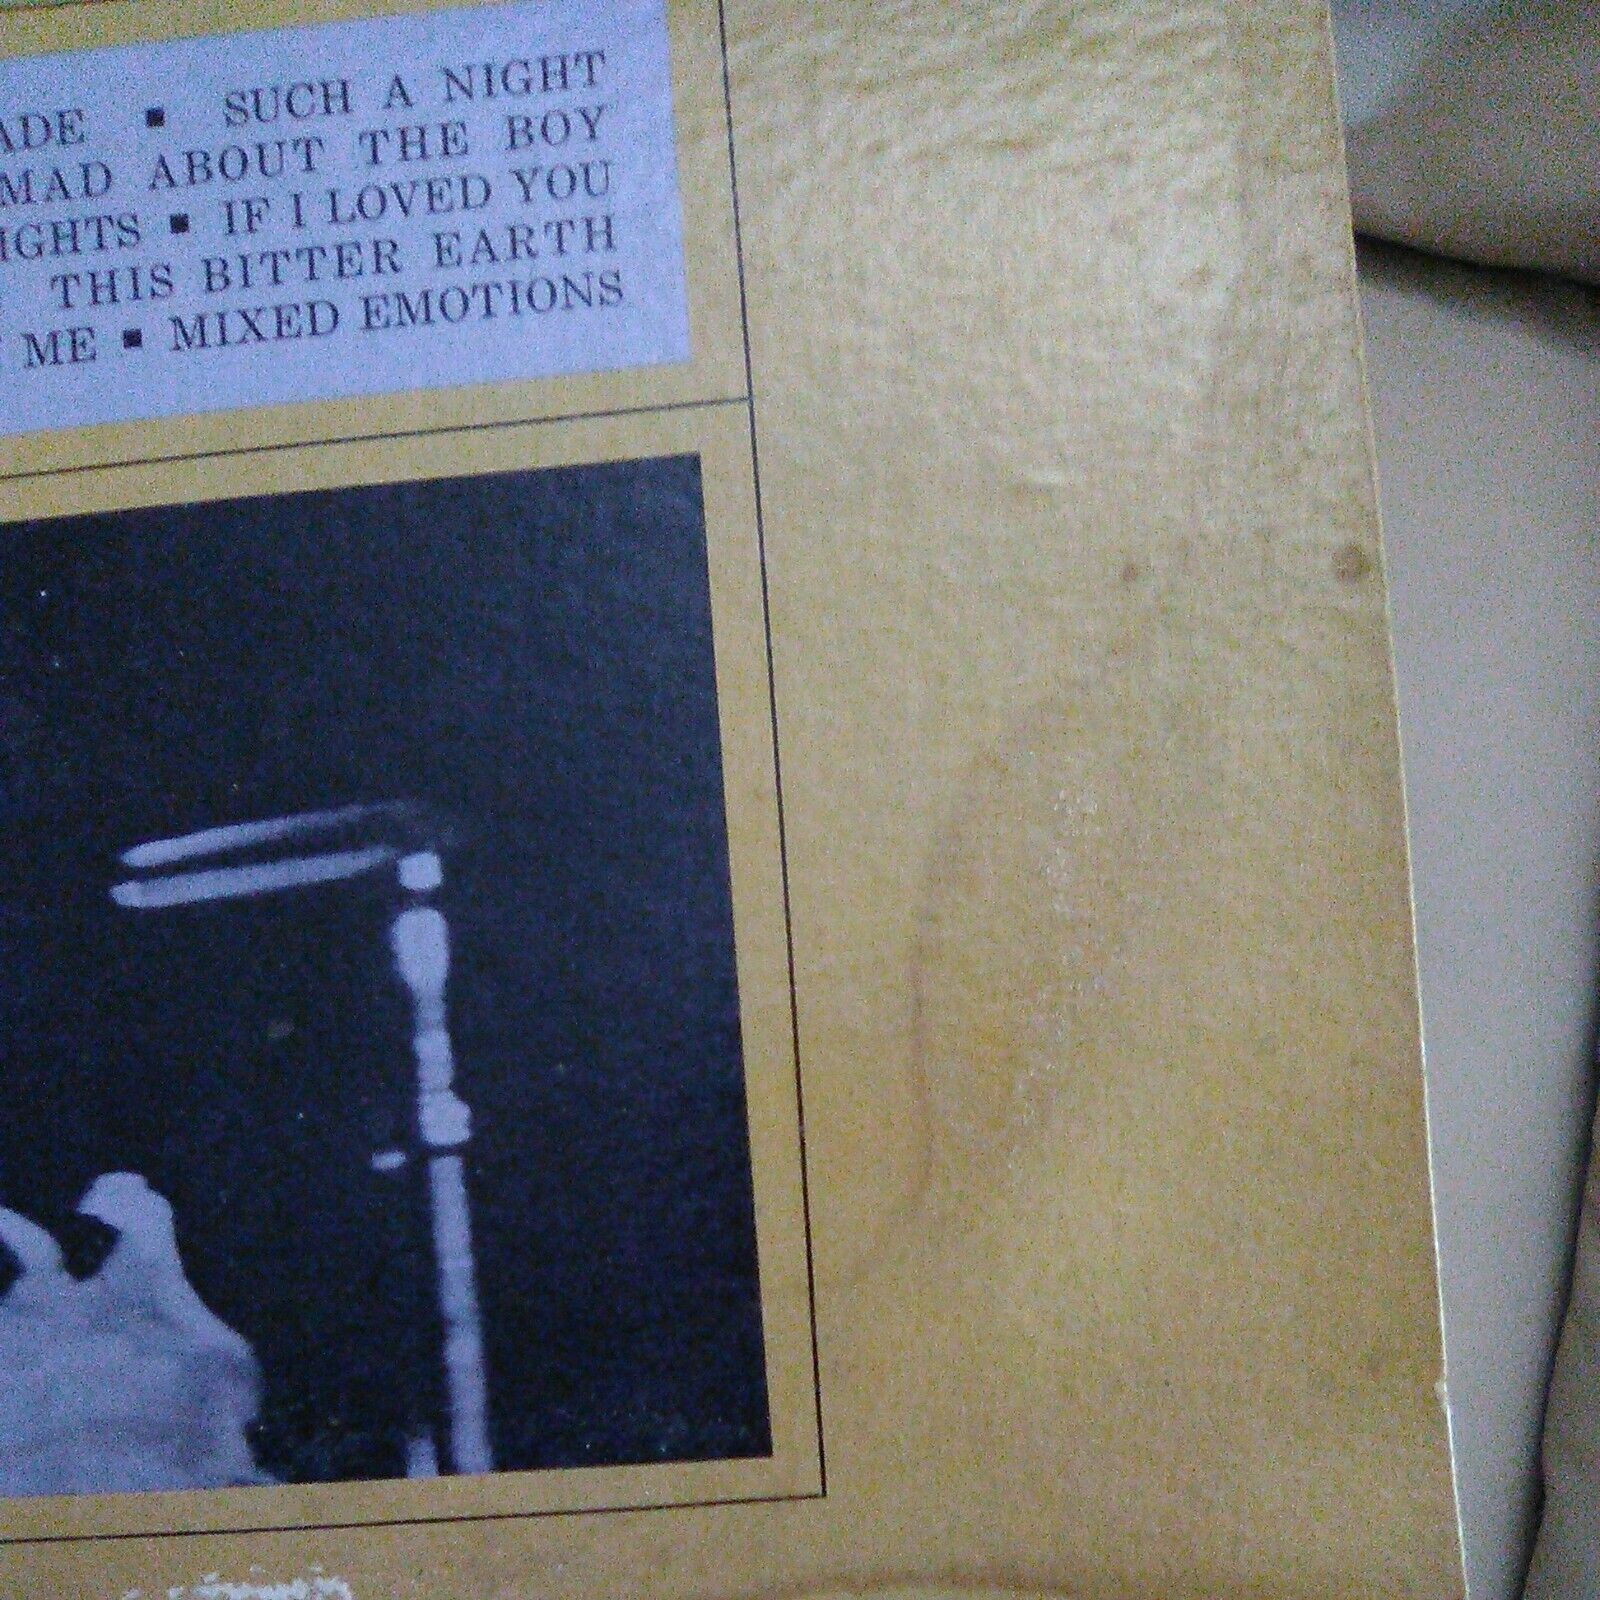 ADE ▪ SUCH A NIGHT
MAD ABOUT THE BOY
IGHTS ▪ IF I LOVED YOU
THIS BITTER EARTH
ME ▪ MIXED EMOTIONS